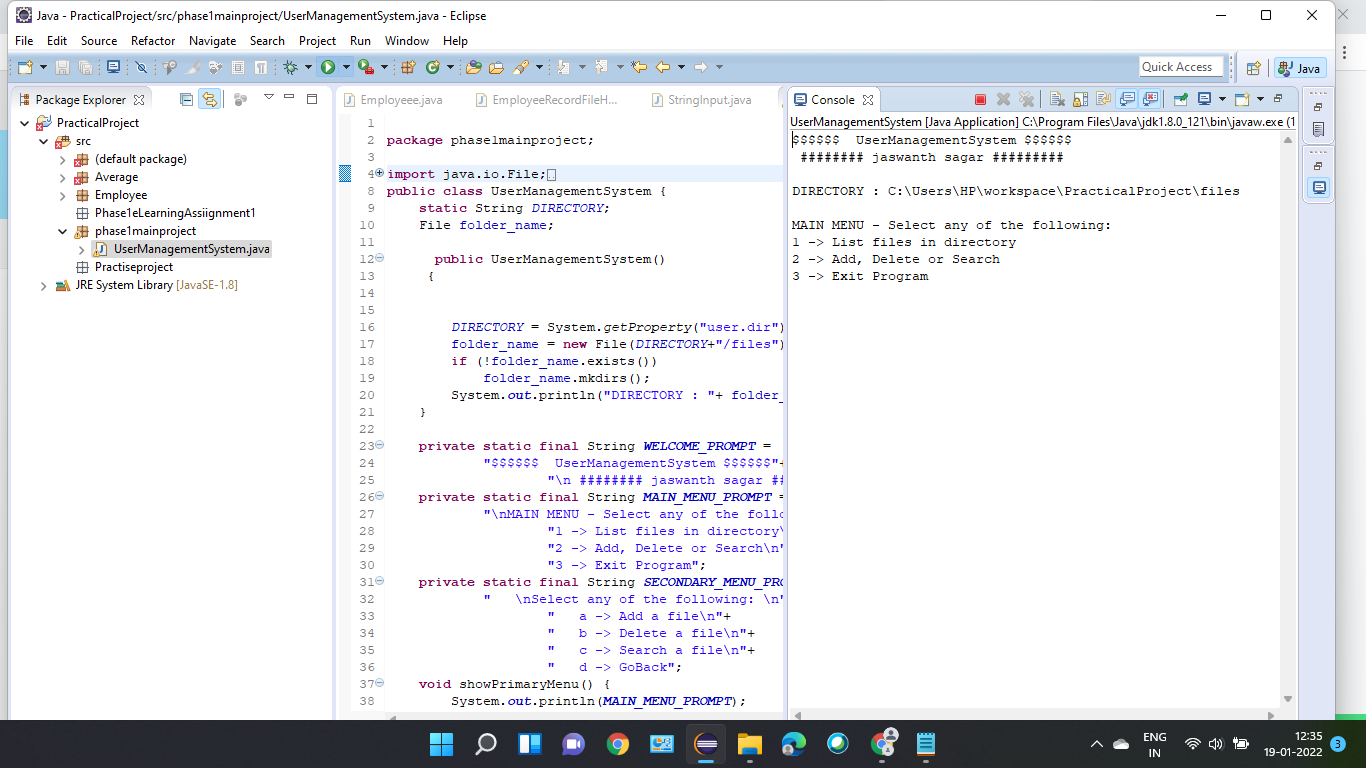 Java - PracticalProject/src/phase1mainproject/UserManagementSystem.java - Eclipse
File Edit Source Refactor Navigate Search Project Run Window Help
Quick Access
Java
Package Explorer
PracticalProject
src
(default package)
Average
Employee
Phase1eLearningAssiignment1
phase1mainproject
UserManagementSystem.java
Practiseproject
JRE System Library [JavaSE-1.8]
Employeee.java EmployeeRecordFileH... StringInput.java
1
2 package phase1mainproject;
3
4 import java.io.File;
8 public class UserManagementSystem {
9 static String DIRECTORY;
10 File folder_name;
11
12 public UserManagementSystem()
13 {
14
15
16 DIRECTORY = System.getProperty("user.dir")
17 folder_name = new File(DIRECTORY+"/files")
18 if (!folder_name.exists())
19 folder_name.mkdirs();
20 System.out.println("DIRECTORY : "+ folder_
21 }
22
23 private static final String WELCOME_PROMPT =
24 "$$$$$$  UserManagementSystem $$$$$$"+
25 "\n ######## jaswanth sagar ##
26 private static final String MAIN_MENU_PROMPT =
27 "\nMAIN MENU - Select any of the follo
28 "1 -> List files in directory\
29 "2 -> Add, Delete or Search\n"
30 "3 -> Exit Program";
31 private static final String SECONDARY_MENU_PRO
32 "   \nSelect any of the following: \n"
33 "   a -> Add a file\n"+
34 "   b -> Delete a file\n"+
35 "   c -> Search a file\n"+
36 "   d -> GoBack";
37 void showPrimaryMenu() {
38 System.out.println(MAIN_MENU_PROMPT);
Console
UserManagementSystem [Java Application] C:\Program Files\Java\jdk1.8.0_121\bin\javaw.exe (1
$$$$$$  UserManagementSystem $$$$$$
######## jaswanth sagar #########
DIRECTORY : C:\Users\HP\workspace\PracticalProject\files
MAIN MENU - Select any of the following:
1 -> List files in directory
2 -> Add, Delete or Search
3 -> Exit Program
ENG
IN
12:35
19-01-2022
3